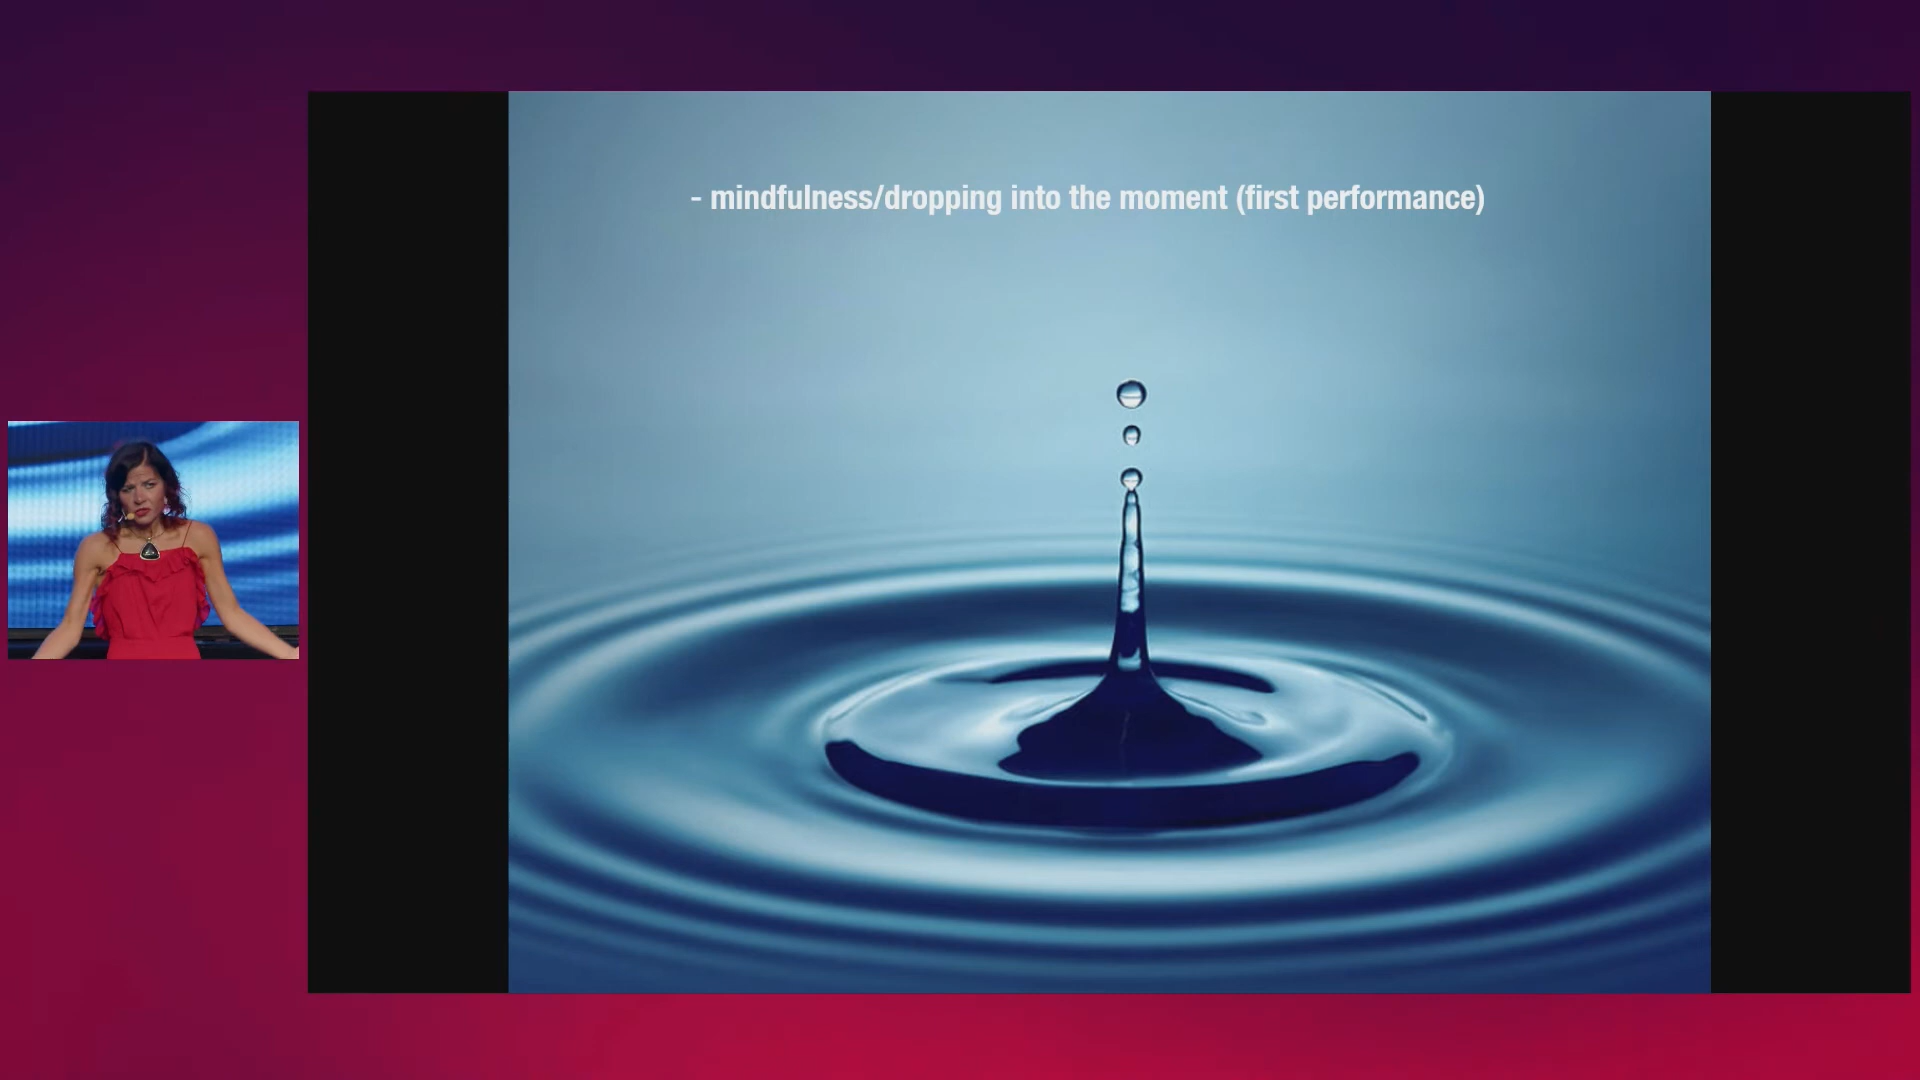 - mindfulness/dropping into the moment (first performance)